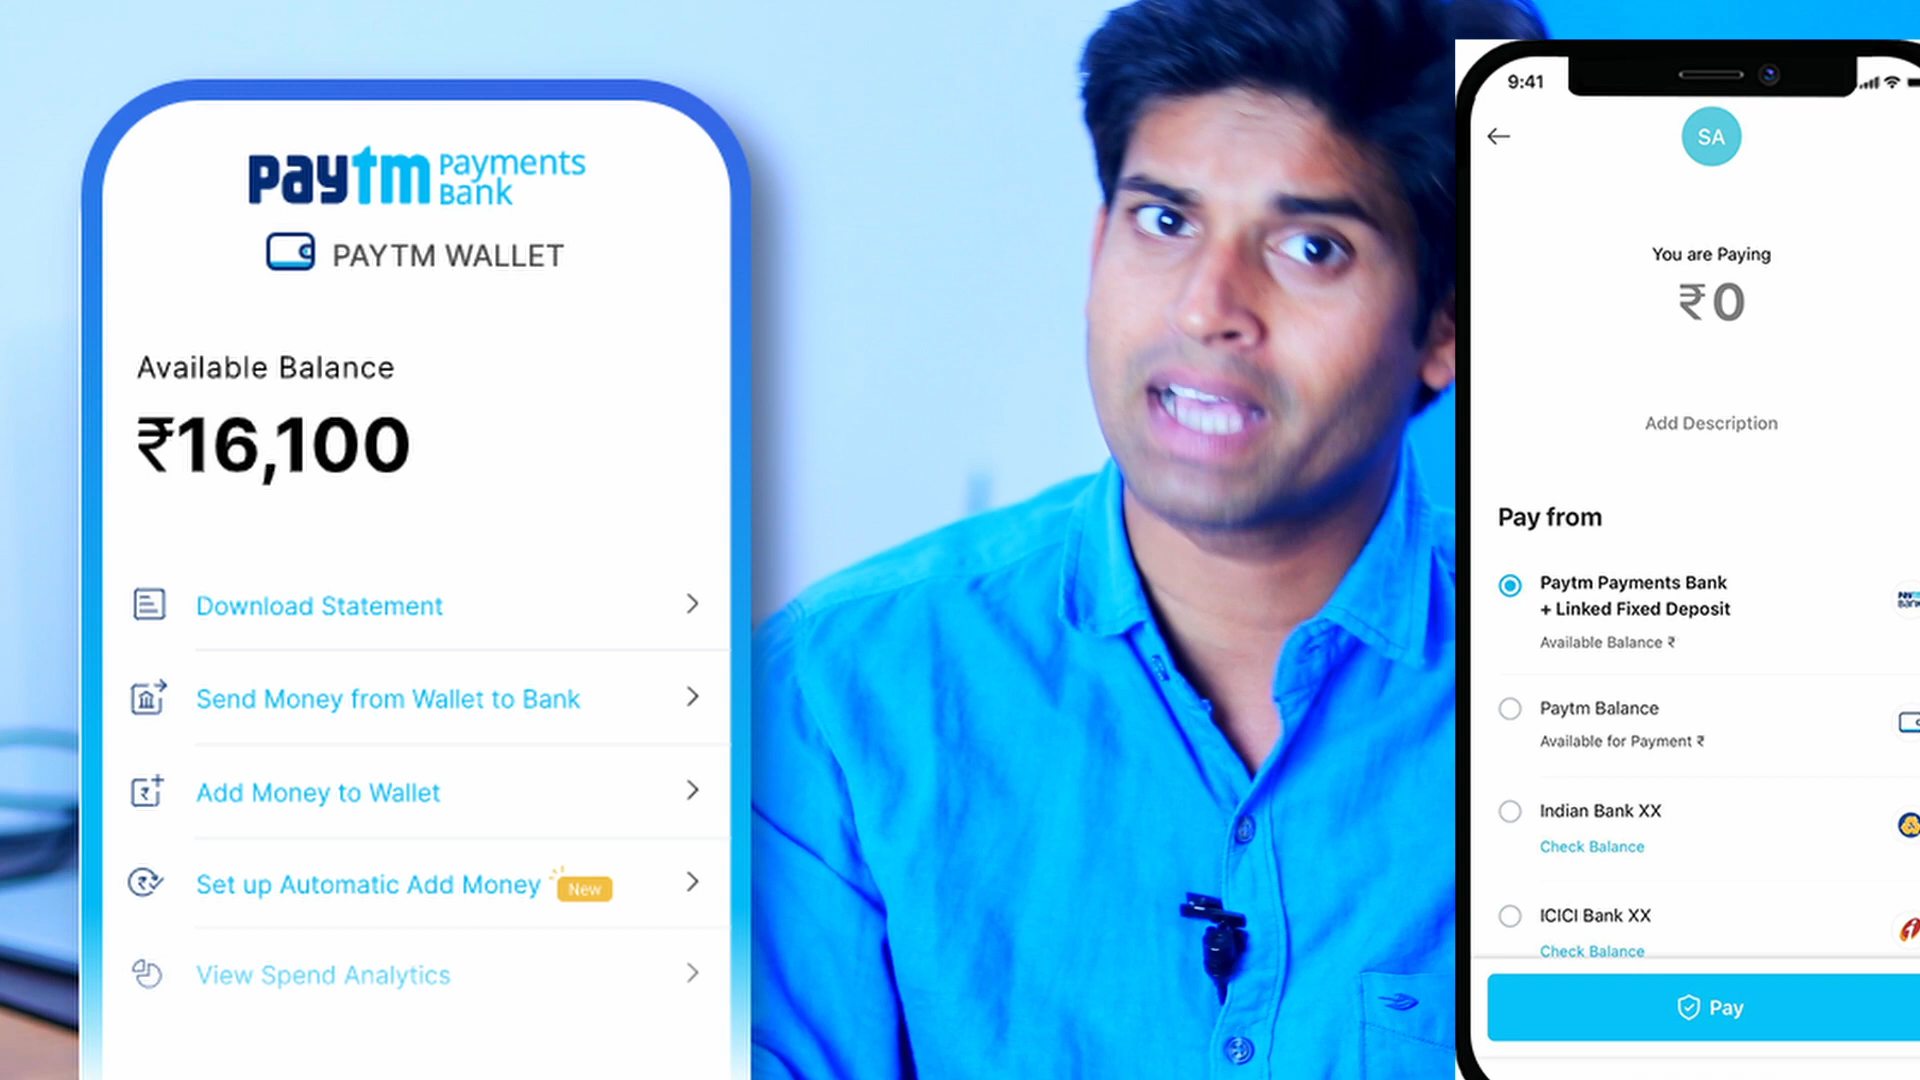 paytm Payments Bank
PAYTM WALLET
Available Balance
₹16,100
Download Statement
Send Money from Wallet to Bank
Add Money to Wallet
Set up Automatic Add Money New
View Spend Analytics
9:41
SA
You are Paying
₹0
Add Description
Pay from
Paytm Payments Bank
+ Linked Fixed Deposit
Available Balance ₹
Paytm Balance
Available for Payment ₹
Indian Bank XX
Check Balance
ICICI Bank XX
Check Balance
Pay